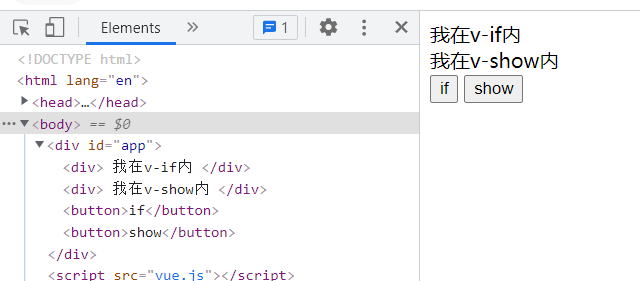 Elements
1
<!DOCTYPE html>
<html lang="en">
<head>…</head>
<body> == $0
<div id="app">
<div> 我在v-if内 </div>
<div> 我在v-show内 </div>
<button>if</button>
<button>show</button>
</div>
<script src="vue.js"></script>
我在v-if内
我在v-show内
if show